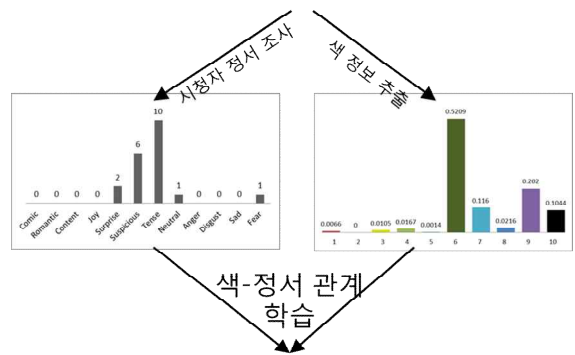 시청자 정서 조사
색 정보 추출
10
6
2
1
1
0
0
0
0
0
0
0
Comic
Romantic
Content
Joy
Surprise
Suspicious
Tense
Neutral
Anger
Disgust
Sad
Fear
0.5209
0.202
0.116
0.1044
0.0066
0
0.0105
0.0167
0.0014
0.0216
1 2 3 4 5 6 7 8 9 10
색-정서 관계
학습